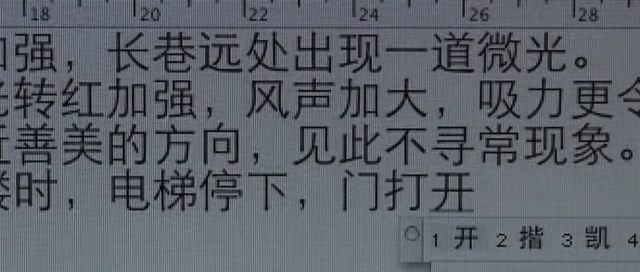 18 20 22 24 26 28
加强，长巷远处出现一道微光。
转红加强，风声加大，吸力更令
善美的方向，见此不寻常现象。
时，电梯停下，门打开
1 开 2 揩 3 凯 4